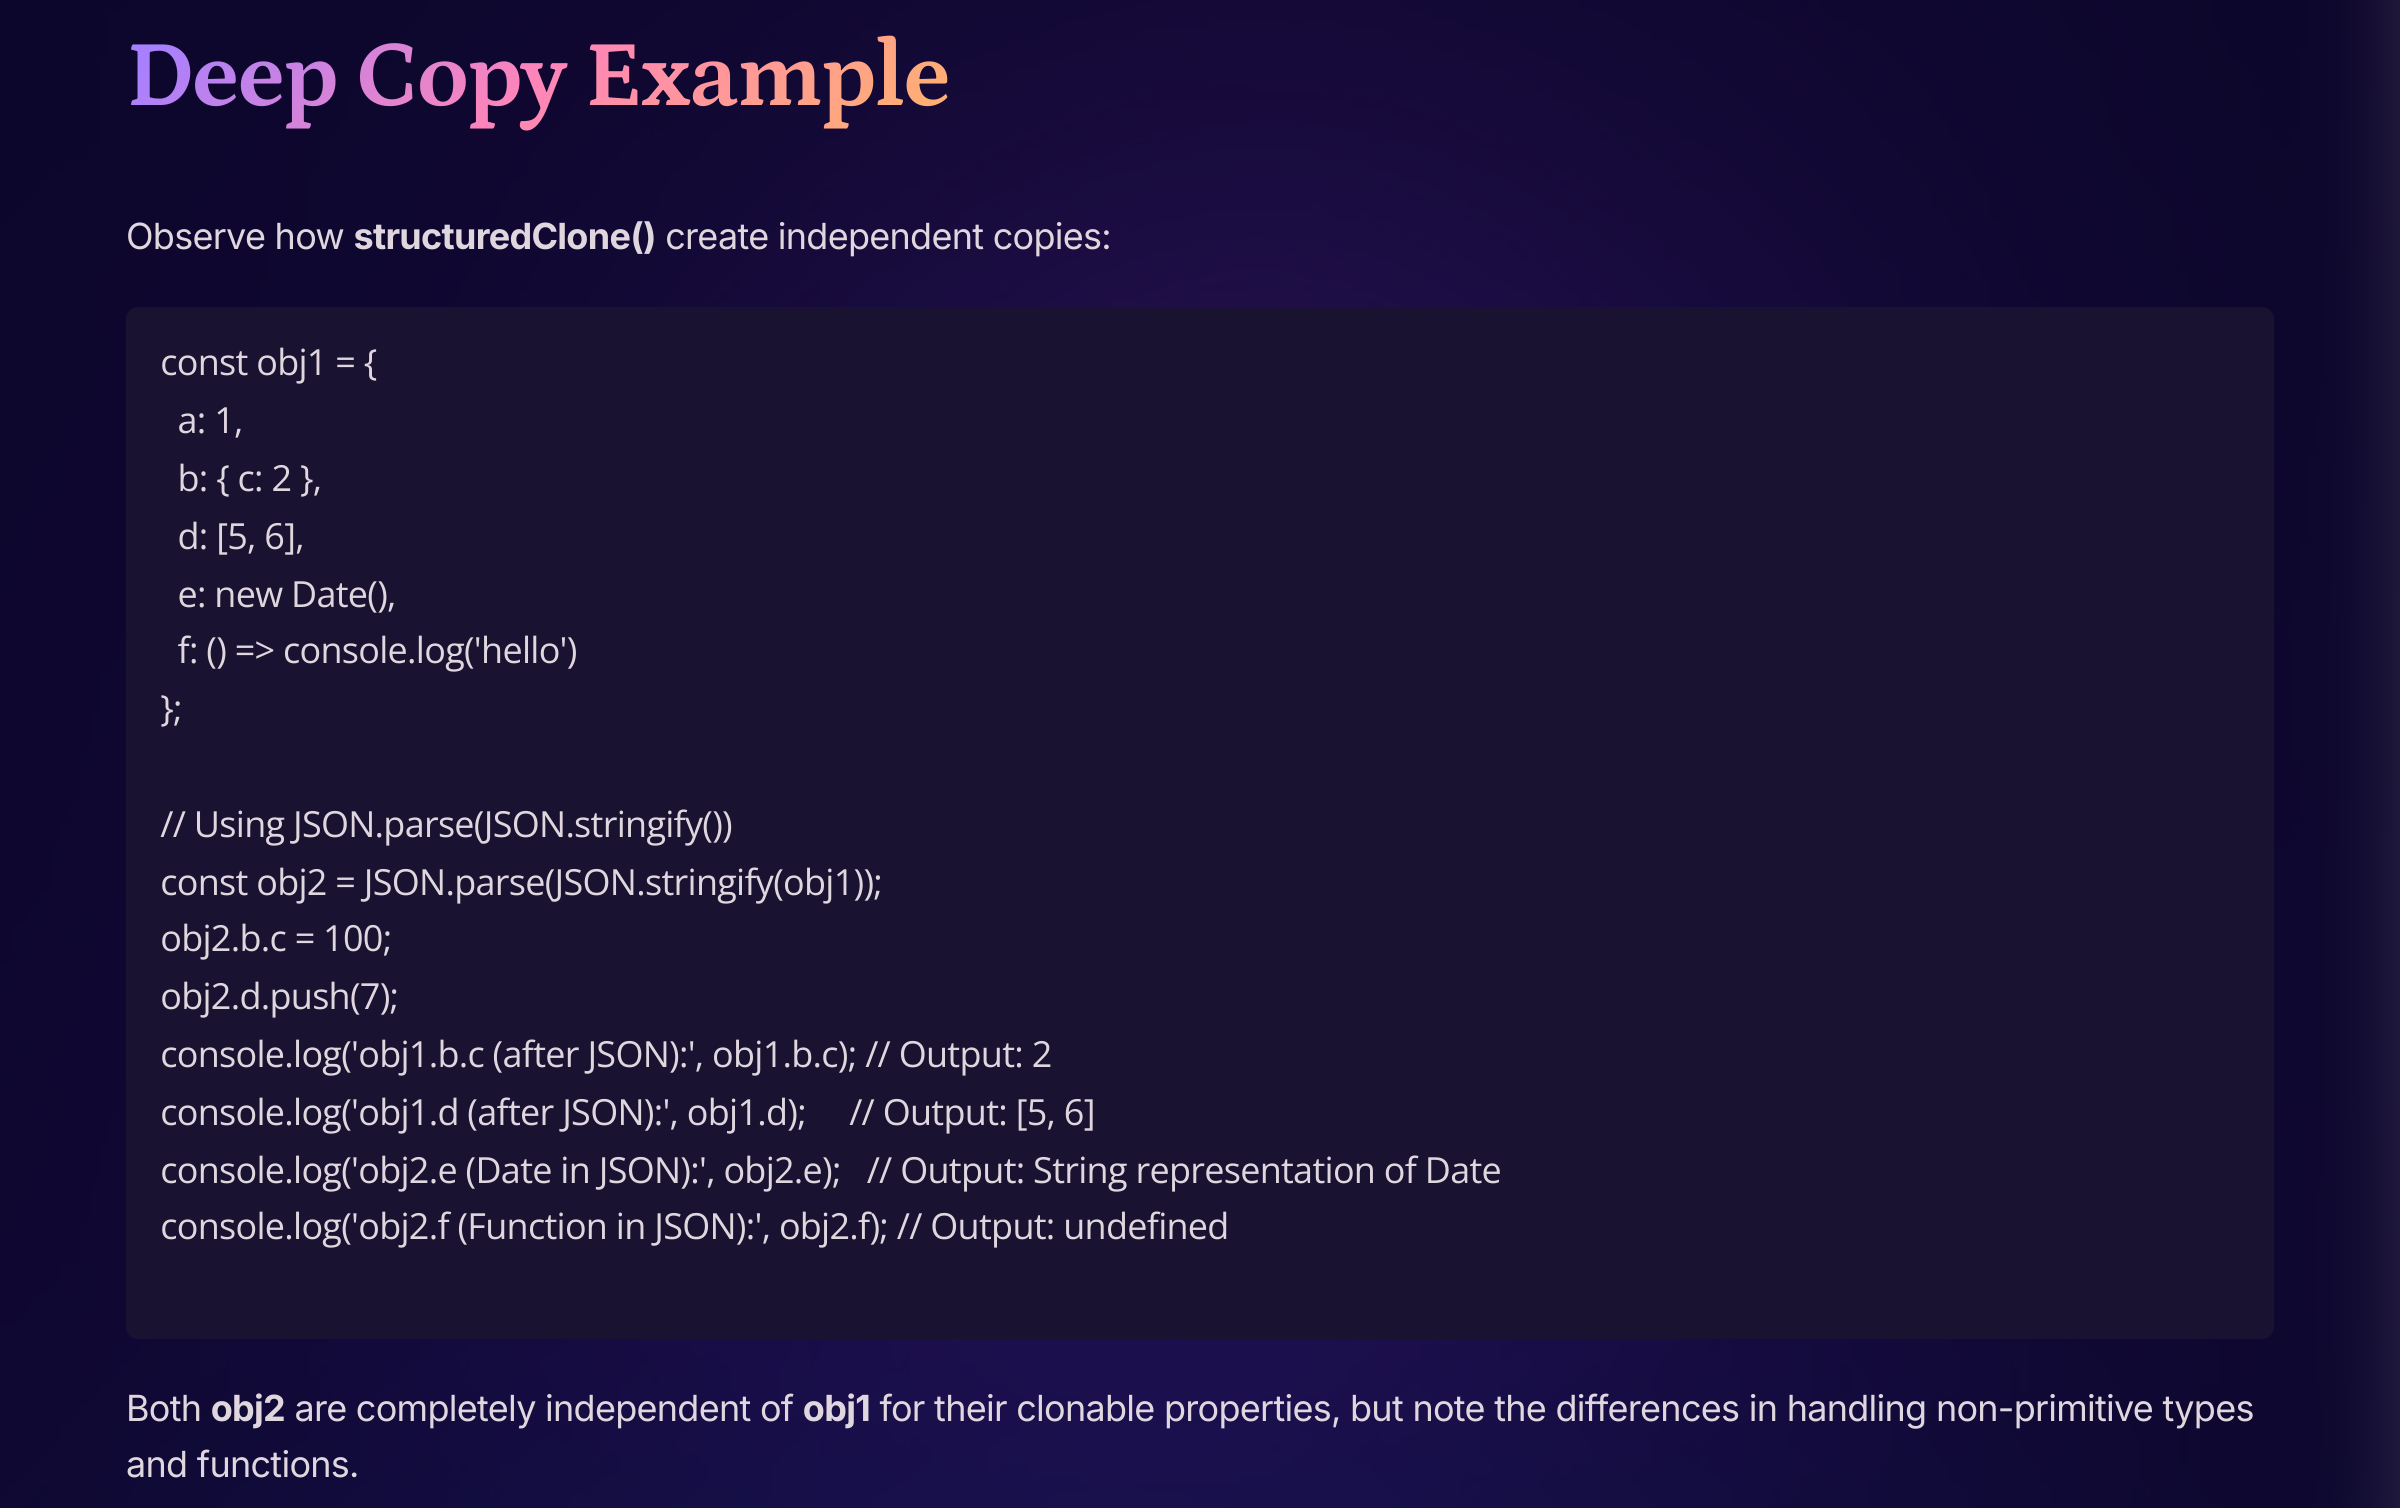 Deep Copy Example
Observe how structuredClone() create independent copies:
const obj1 = {
  a: 1,
  b: { c: 2 },
  d: [5, 6],
  e: new Date(),
  f: () => console.log('hello')
};
// Using JSON.parse(JSON.stringify())
const obj2 = JSON.parse(JSON.stringify(obj1));
obj2.b.c = 100;
obj2.d.push(7);
console.log('obj1.b.c (after JSON):', obj1.b.c); // Output: 2
console.log('obj1.d (after JSON):', obj1.d);     // Output: [5, 6]
console.log('obj2.e (Date in JSON):', obj2.e);   // Output: String representation of Date
console.log('obj2.f (Function in JSON):', obj2.f); // Output: undefined
Both obj2 are completely independent of obj1 for their clonable properties, but note the differences in handling non-primitive types
and functions.